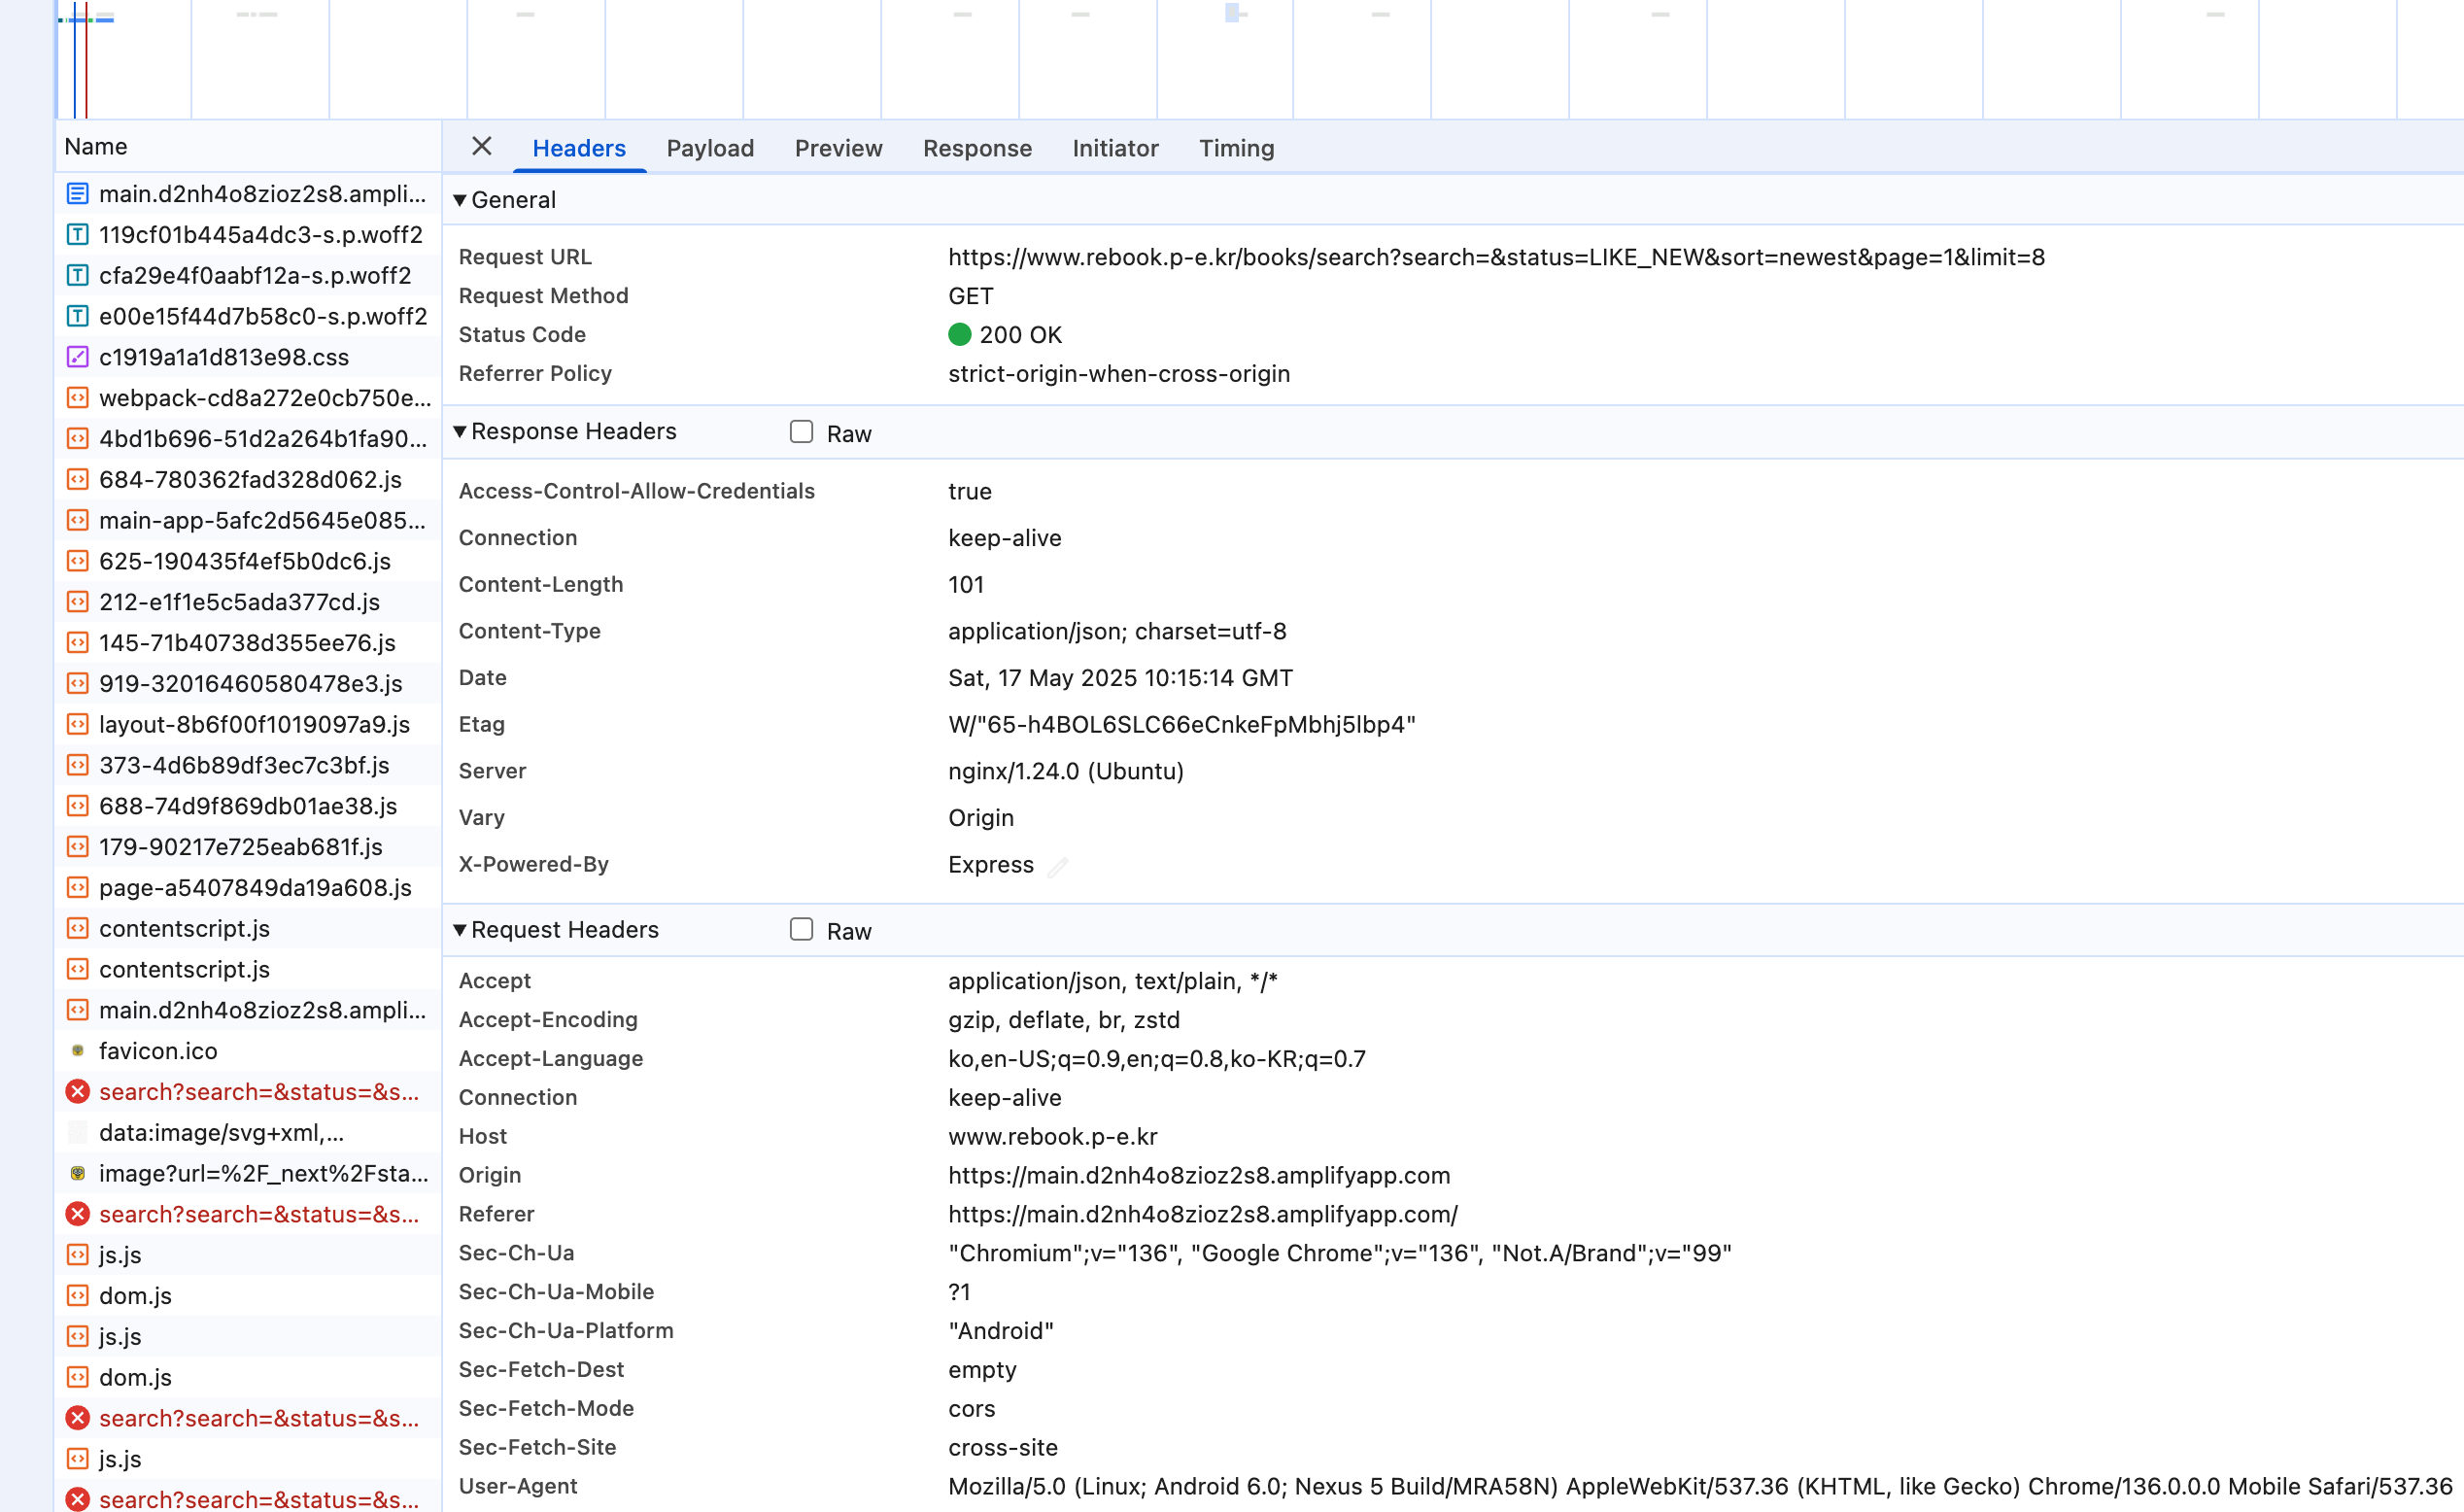 Name
main.d2nh4o8zioz2s8.ampli...
119cf01b445a4dc3-s.p.woff2
cfa29e4f0aabf12a-s.p.woff2
e00e15f44d7b58c0-s.p.woff2
c1919a1a1d813e98.css
webpack-cd8a272e0cb750e...
4bd1b696-51d2a264b1fa90...
684-780362fad328d062.js
main-app-5afc2d5645e085...
625-190435f4ef5b0dc6.js
212-e1f1e5c5ada377cd.js
145-71b40738d355ee76.js
919-32016460580478e3.js
layout-8b6f00f1019097a9.js
373-4d6b89df3ec7c3bf.js
688-74d9f869db01ae38.js
179-90217e725eab681f.js
page-a5407849da19a608.js
contentscript.js
contentscript.js
main.d2nh4o8zioz2s8.ampli...
favicon.ico
search?search=&status=&s...
data:image/svg+xml,...
image?url=%2F_next%2Fsta...
search?search=&status=&s...
js.js
dom.js
js.js
dom.js
search?search=&status=&s...
js.js
search?search=&status=&s...
Headers Payload Preview Response Initiator Timing
General
Request URL https://www.rebook.p-e.kr/books/search?search=&status=LIKE_NEW&sort=newest&page=1&limit=8
Request Method GET
Status Code 200 OK
Referrer Policy strict-origin-when-cross-origin
Response Headers Raw
Access-Control-Allow-Credentials true
Connection keep-alive
Content-Length 101
Content-Type application/json; charset=utf-8
Date Sat, 17 May 2025 10:15:14 GMT
Etag W/"65-h4BOL6SLC66eCnkeFpMbhj5lbp4"
Server nginx/1.24.0 (Ubuntu)
Vary Origin
X-Powered-By Express
Request Headers Raw
Accept application/json, text/plain, */*
Accept-Encoding gzip, deflate, br, zstd
Accept-Language ko,en-US;q=0.9,en;q=0.8,ko-KR;q=0.7
Connection keep-alive
Host www.rebook.p-e.kr
Origin https://main.d2nh4o8zioz2s8.amplifyapp.com
Referer https://main.d2nh4o8zioz2s8.amplifyapp.com/
Sec-Ch-Ua "Chromium";v="136", "Google Chrome";v="136", "Not.A/Brand";v="99"
Sec-Ch-Ua-Mobile ?1
Sec-Ch-Ua-Platform "Android"
Sec-Fetch-Dest empty
Sec-Fetch-Mode cors
Sec-Fetch-Site cross-site
User-Agent Mozilla/5.0 (Linux; Android 6.0; Nexus 5 Build/MRA58N) AppleWebKit/537.36 (KHTML, like Gecko) Chrome/136.0.0.0 Mobile Safari/537.36